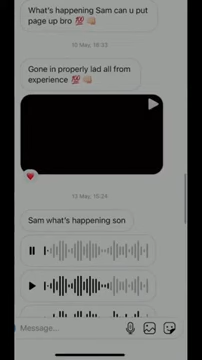 What's happening Sam can u put
page up bro 💯 👊🏻
10 May, 18:32
Gone in properly lad all from
experience 💯 👊🏻
12 May, 15:24
Sam what's happening son
Message...